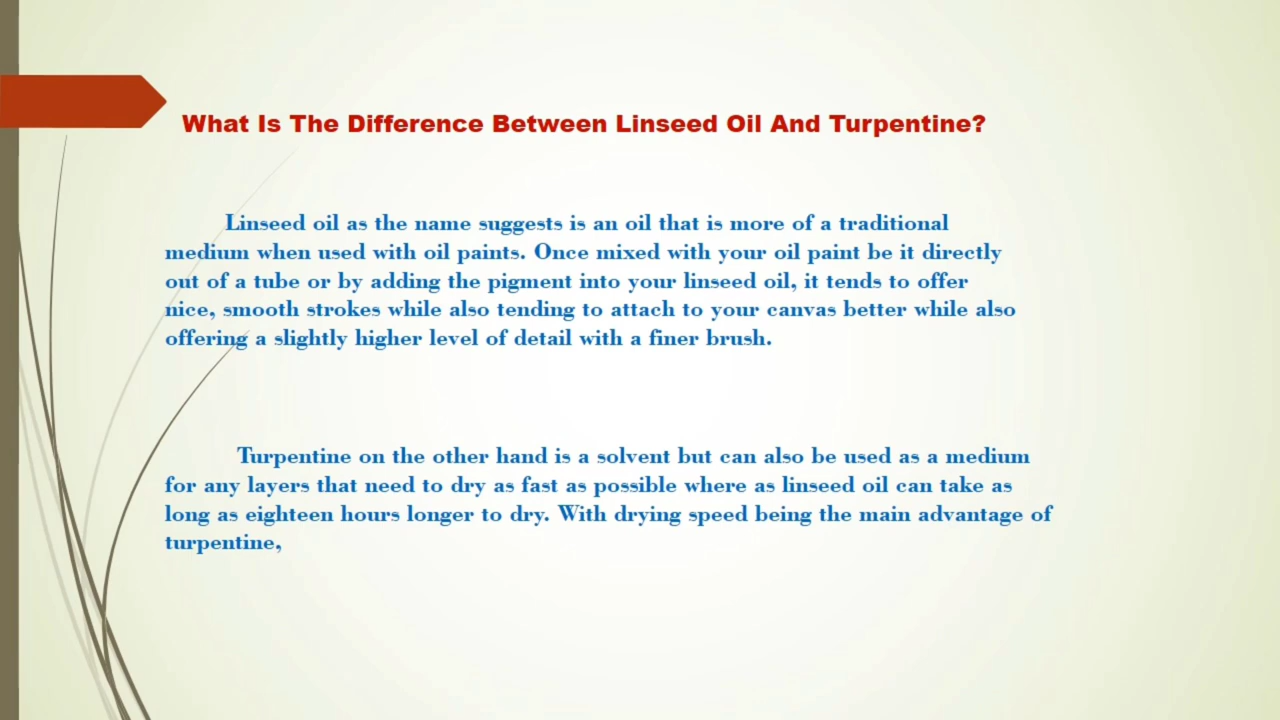 What Is The Difference Between Linseed Oil And Turpentine?
Linseed oil as the name suggests is an oil that is more of a traditional
medium when used with oil paints. Once mixed with your oil paint be it directly
out of a tube or by adding the pigment into your linseed oil, it tends to offer
nice, smooth strokes while also tending to attach to your canvas better while also
offering a slightly higher level of detail with a finer brush.
Turpentine on the other hand is a solvent but can also be used as a medium
for any layers that need to dry as fast as possible where as linseed oil can take as
long as eighteen hours longer to dry. With drying speed being the main advantage of
turpentine,